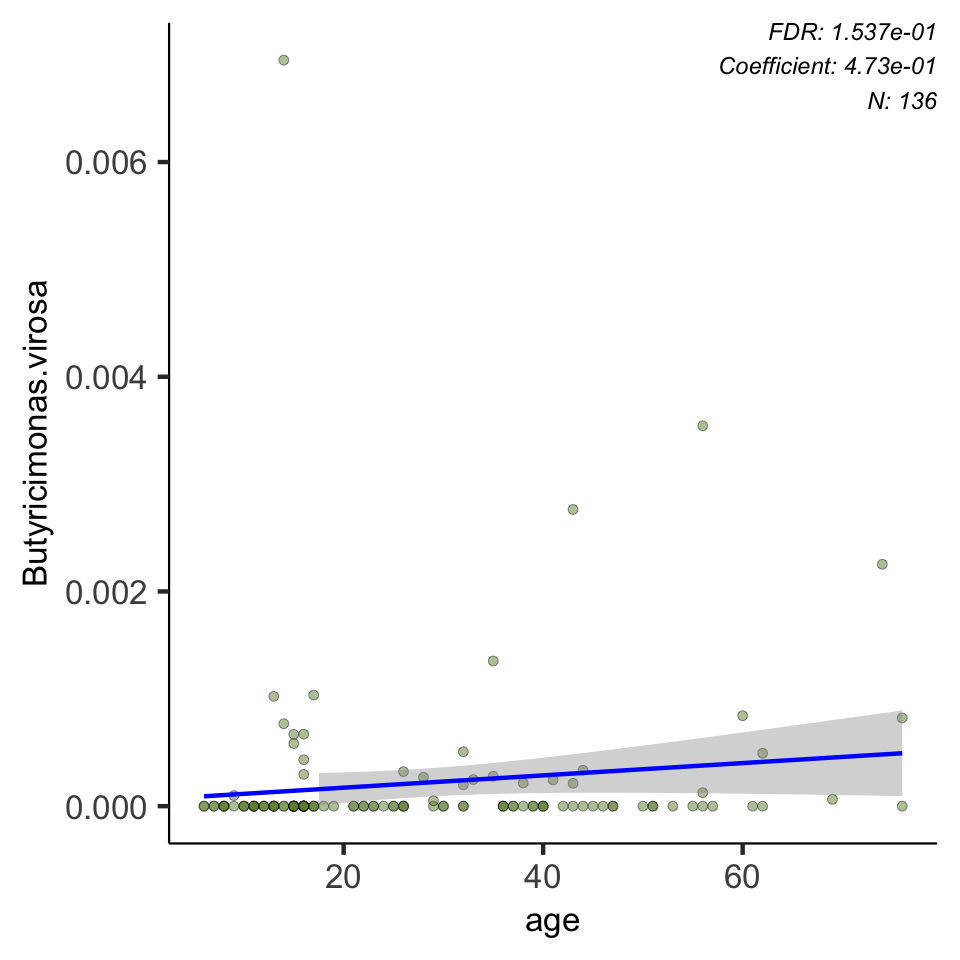 FDR: 1.537e-01
Coefficient: 4.73e-01
N: 136
0.006
0.004
0.002
0.000
Butyricimonas.virosa
20 40 60
age